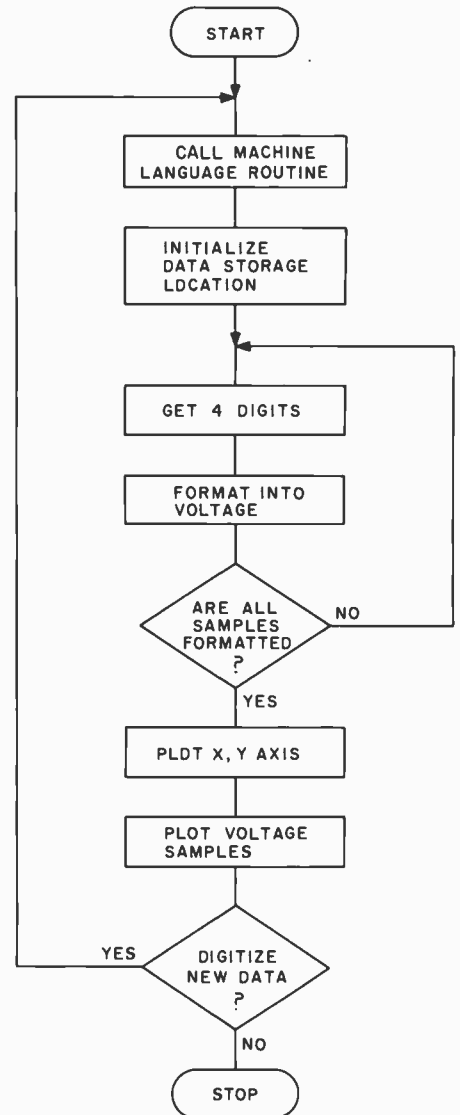 START
CALL MACHINE
LANGUAGE ROUTINE
INITIALIZE
DATA STORAGE
LDCATION
GET 4 DIGITS
FORMAT INTO
VOLTAGE
ARE ALL
SAMPLES
FORMATTED
?
NO
YES
PLDT X, Y AXIS
PLOT VOLTAGE
SAMPLES
DIGITIZE
NEW DATA
?
YES
NO
STOP